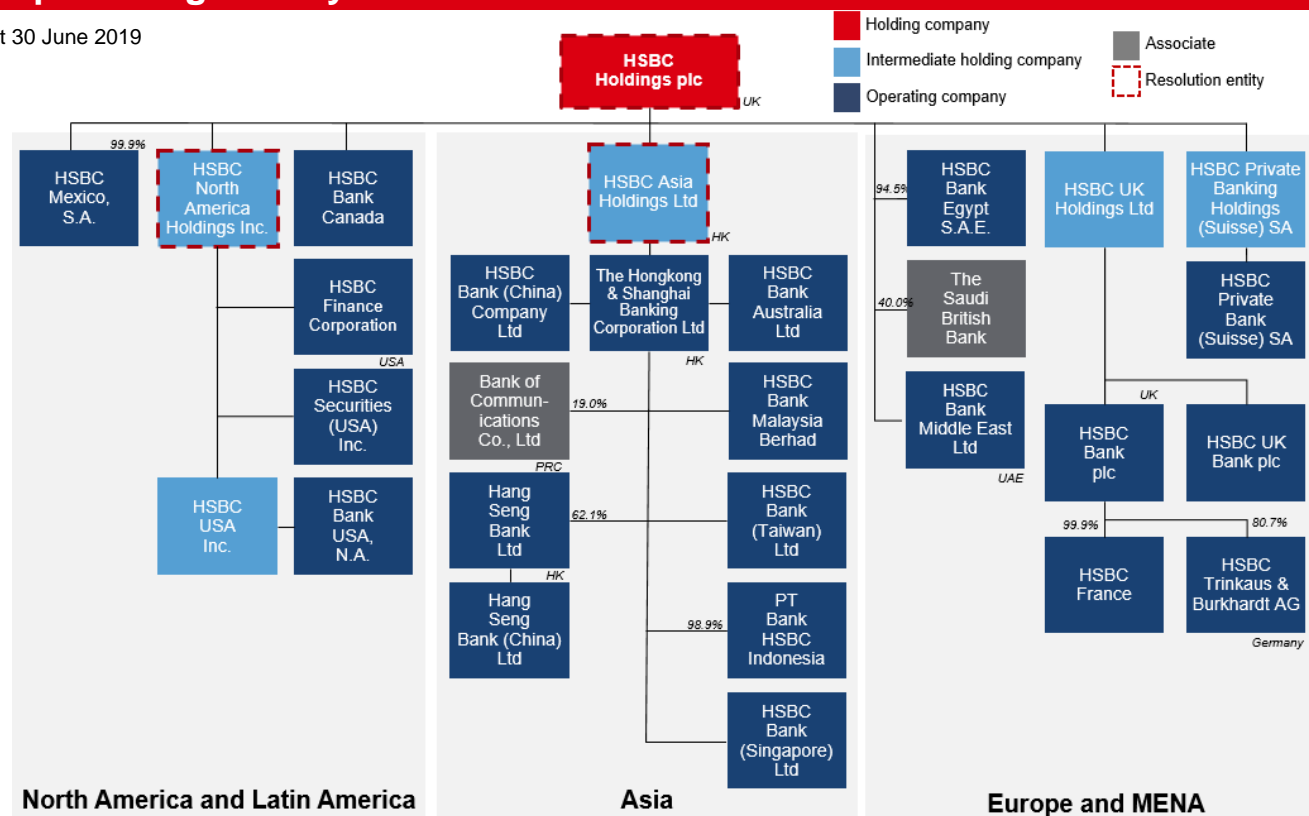 t 30 June 2019
HSBC
Holdings plc
UK
Holding company
Intermediate holding company
Operating company
Associate
Resolution entity
99.9%
HSBC
Mexico,
S.A.
HSBC
North
America
Holdings Inc.
HSBC
Bank
Canada
HSBC
Finance
Corporation
USA
HSBC
Securities
(USA)
Inc.
HSBC
USA
Inc.
HSBC
Bank
USA,
N.A.
North America and Latin America
HSBC Asia
Holdings Ltd
HK
HSBC
Bank (China)
Company
Ltd
The Hongkong
& Shanghai
Banking
Corporation Ltd
HK
HSBC
Bank
Australia
Ltd
Bank of
Commun-
ications
Co., Ltd
19.0%
PRC
HSBC
Bank
Malaysia
Berhad
Hang
Seng
Bank
Ltd
62.1%
HK
HSBC
Bank
(Taiwan)
Ltd
Hang
Seng
Bank (China)
Ltd
98.9%
PT
Bank
HSBC
Indonesia
HSBC
Bank
(Singapore)
Ltd
Asia
94.5%
HSBC
Bank
Egypt
S.A.E.
40.0%
The
Saudi
British
Bank
HSBC
Bank
Middle East
Ltd
UAE
HSBC UK
Holdings Ltd
HSBC Private
Banking
Holdings
(Suisse) SA
HSBC
Private
Bank
(Suisse) SA
UK
HSBC
Bank
plc
HSBC UK
Bank plc
99.9%
80.7%
HSBC
France
HSBC
Trinkaus &
Burkhardt AG
Germany
Europe and MENA